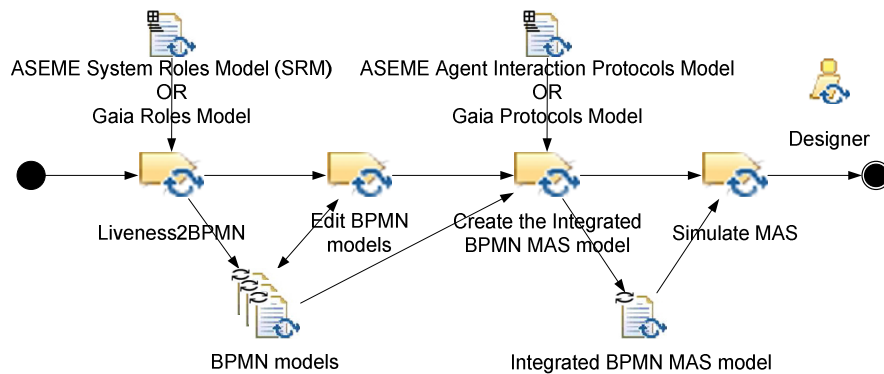 ASEME System Roles Model (SRM)
OR
Gaia Roles Model
ASEME Agent Interaction Protocols Model
OR
Gaia Protocols Model
Designer
Liveness2BPMN
Edit BPMN
models
Create the Integrated
BPMN MAS model
Simulate MAS
BPMN models
Integrated BPMN MAS model